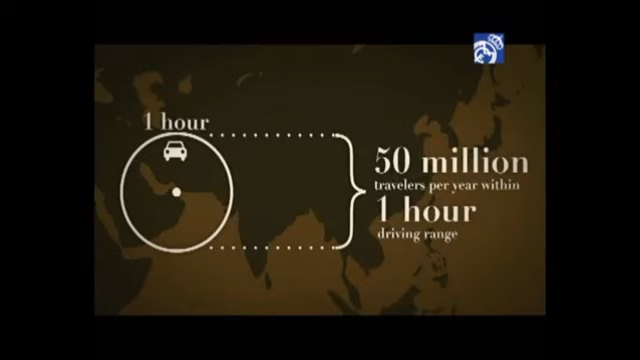 1 hour
50 million
travelers per year within
1 hour
driving range